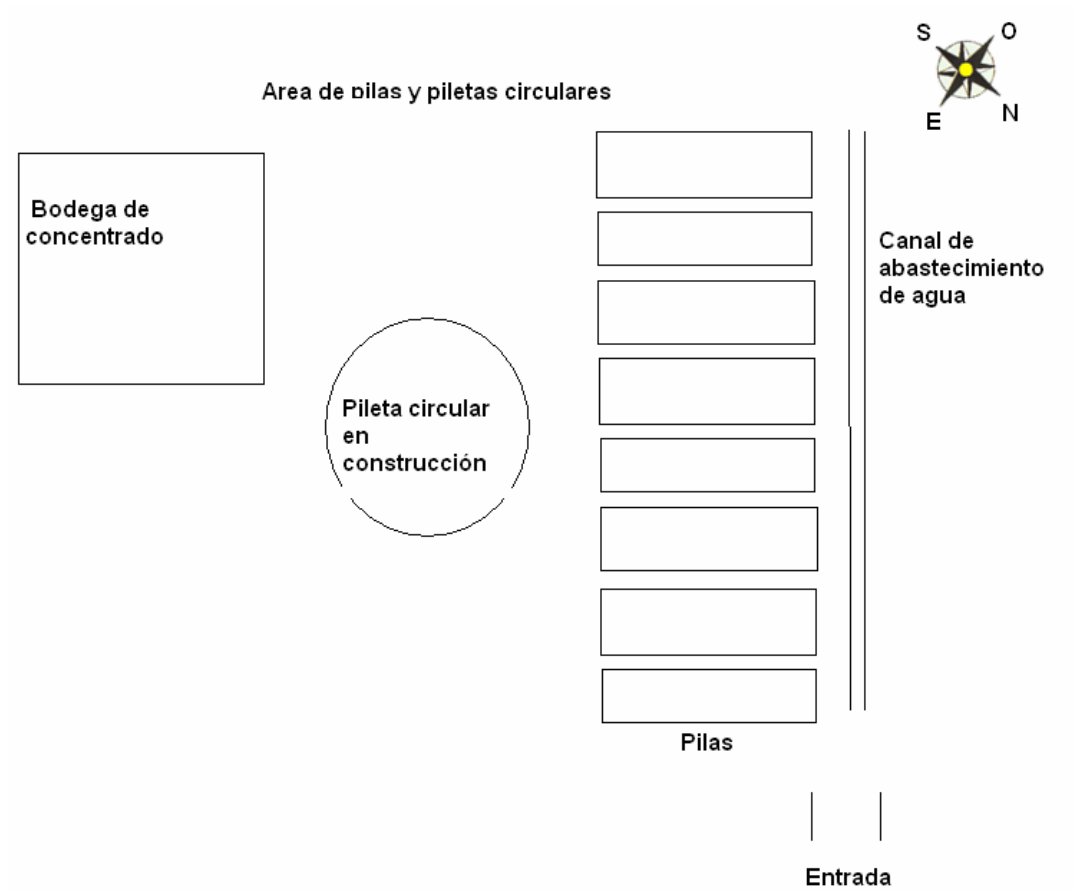 S
O
E
N
Area de pilas y piletas circulares
Bodega de
concentrado
Canal de
abastecimiento
de agua
Pileta circular
en
construcción
Pilas
Entrada